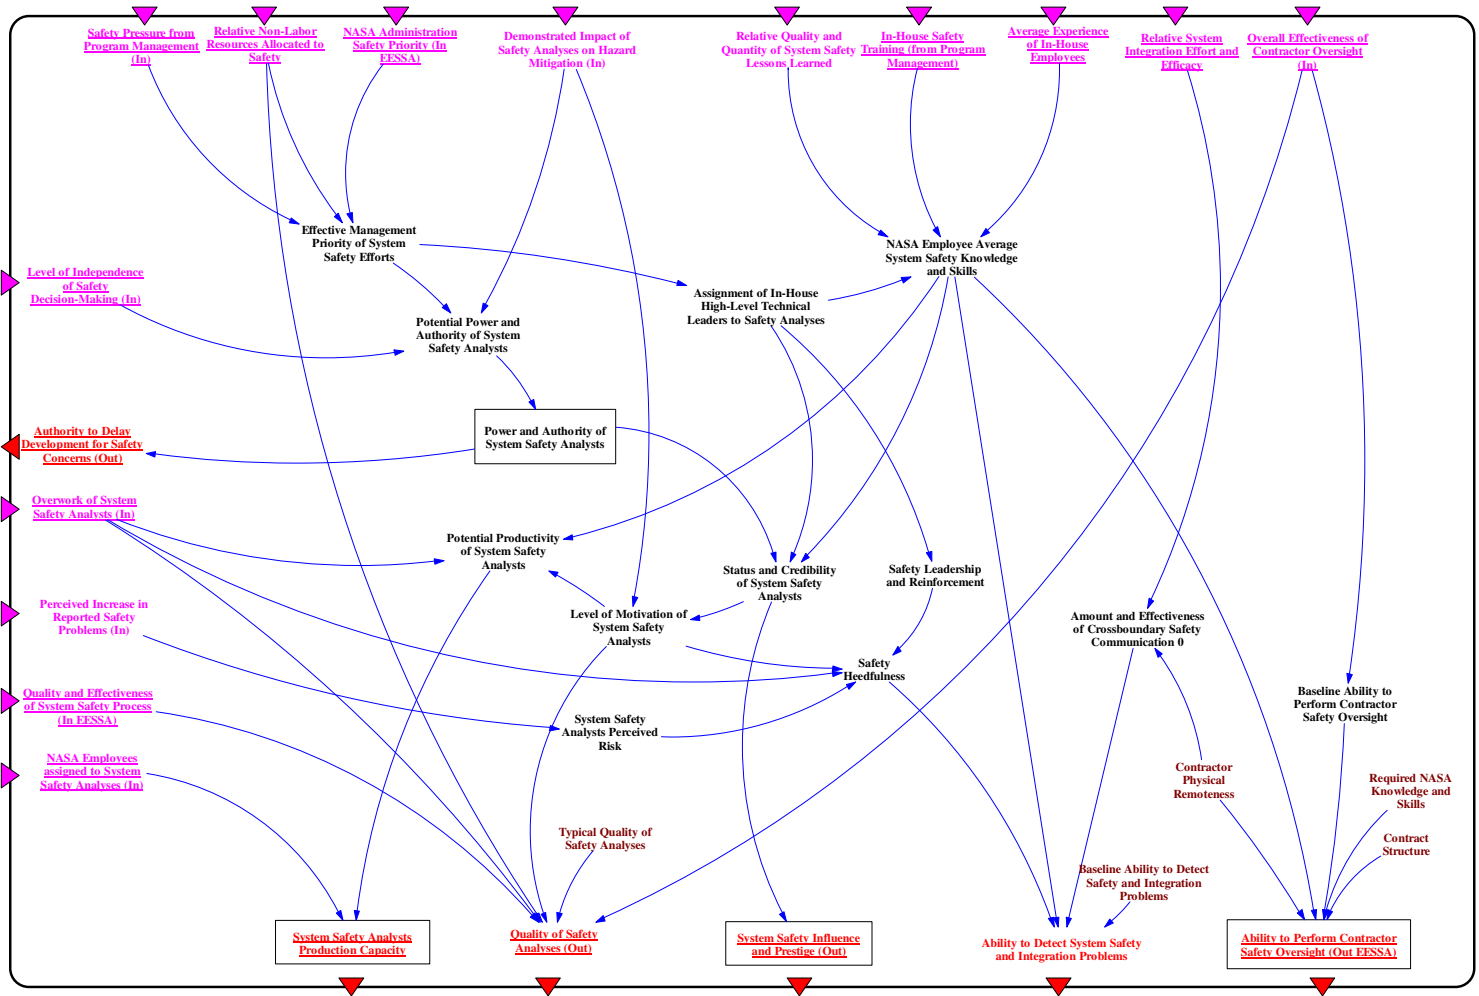 Safety Pressure from
Program Management
(In)
Relative Non-Labor
Resources Allocated to
Safety
NASA Administration
Safety Priority (In
EESSA)
Demonstrated Impact of
Safety Analyses on Hazard
Mitigation (In)
Relative Quality and
Quantity of System Safety
Lessons Learned
In-House Safety
Training (from Program
Management)
Average Experience
of In-House
Employees
Relative System
Integration Effort and
Efficacy
Overall Effectiveness of
Contractor Oversight
(In)
Effective Management
Priority of System
Safety Efforts
NASA Employee Average
System Safety Knowledge
and Skills
Level of Independence
of Safety
Decision-Making (In)
Assignment of In-House
High-Level Technical
Leaders to Safety Analyses
Potential Power and
Authority of System
Safety Analysts
Authority to Delay
Development for Safety
Concerns (Out)
Power and Authority of
System Safety Analysts
Overwork of System
Safety Analysts (In)
Potential Productivity
of System Safety
Analysts
Status and Credibility
of System Safety
Analysts
Safety Leadership
and Reinforcement
Perceived Increase in
Reported Safety
Problems (In)
Level of Motivation of
System Safety
Analysts
Amount and Effectiveness
of Crossboundary Safety
Communication 0
Safety
Heedfulness
Quality and Effectiveness
of System Safety Process
(In EESSA)
System Safety
Analysts Perceived
Risk
Baseline Ability to
Perform Contractor
Safety Oversight
NASA Employees
assigned to System
Safety Analyses (In)
Contractor
Physical
Remoteness
Required NASA
Knowledge and
Skills
Typical Quality of
Safety Analyses
Contract
Structure
Baseline Ability to Detect
Safety and Integration
Problems
System Safety Analysts
Production Capacity
Quality of Safety
Analyses (Out)
System Safety Influence
and Prestige (Out)
Ability to Detect System Safety
and Integration Problems
Ability to Perform Contractor
Safety Oversight (Out EESSA)